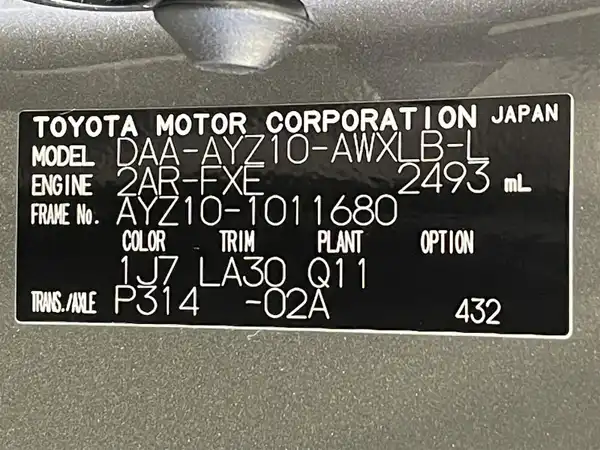 TOYOTA MOTOR CORPORATION JAPAN
MODEL DAA-AYZ10-AWXLB-L
ENGINE 2AR-FXE 2493 mL
FRAME No. AYZ10-1011680
COLOR TRIM PLANT OPTION
1J7 LA30 Q11
TRANS./AXLE P314 -02A 432